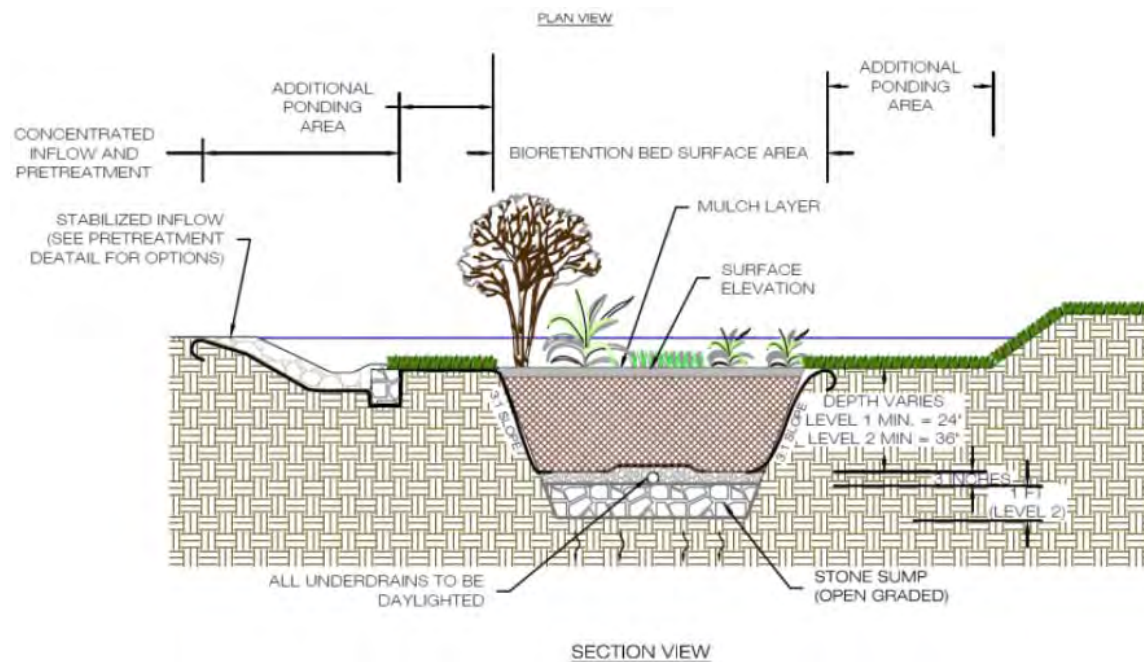 PLAN VIEW
ADDITIONAL
PONDING
AREA
ADDITIONAL
PONDING
AREA
CONCENTRATED
INFLOW AND
PRETREATMENT
BIORETENTION BED SURFACE AREA
STABILIZED INFLOW
(SEE PRETREATMENT
DEATAIL FOR OPTIONS)
MULCH LAYER
SURFACE
ELEVATION
3:1 SLOPE
3:1 SLOPE
DEPTH VARIES
LEVEL 1 MIN. = 24"
LEVEL 2 MIN = 36"
3 INCHES
1 FT
(LEVEL 2)
ALL UNDERDRAINS TO BE
DAYLIGHTED
STONE SUMP
(OPEN GRADED)
SECTION VIEW